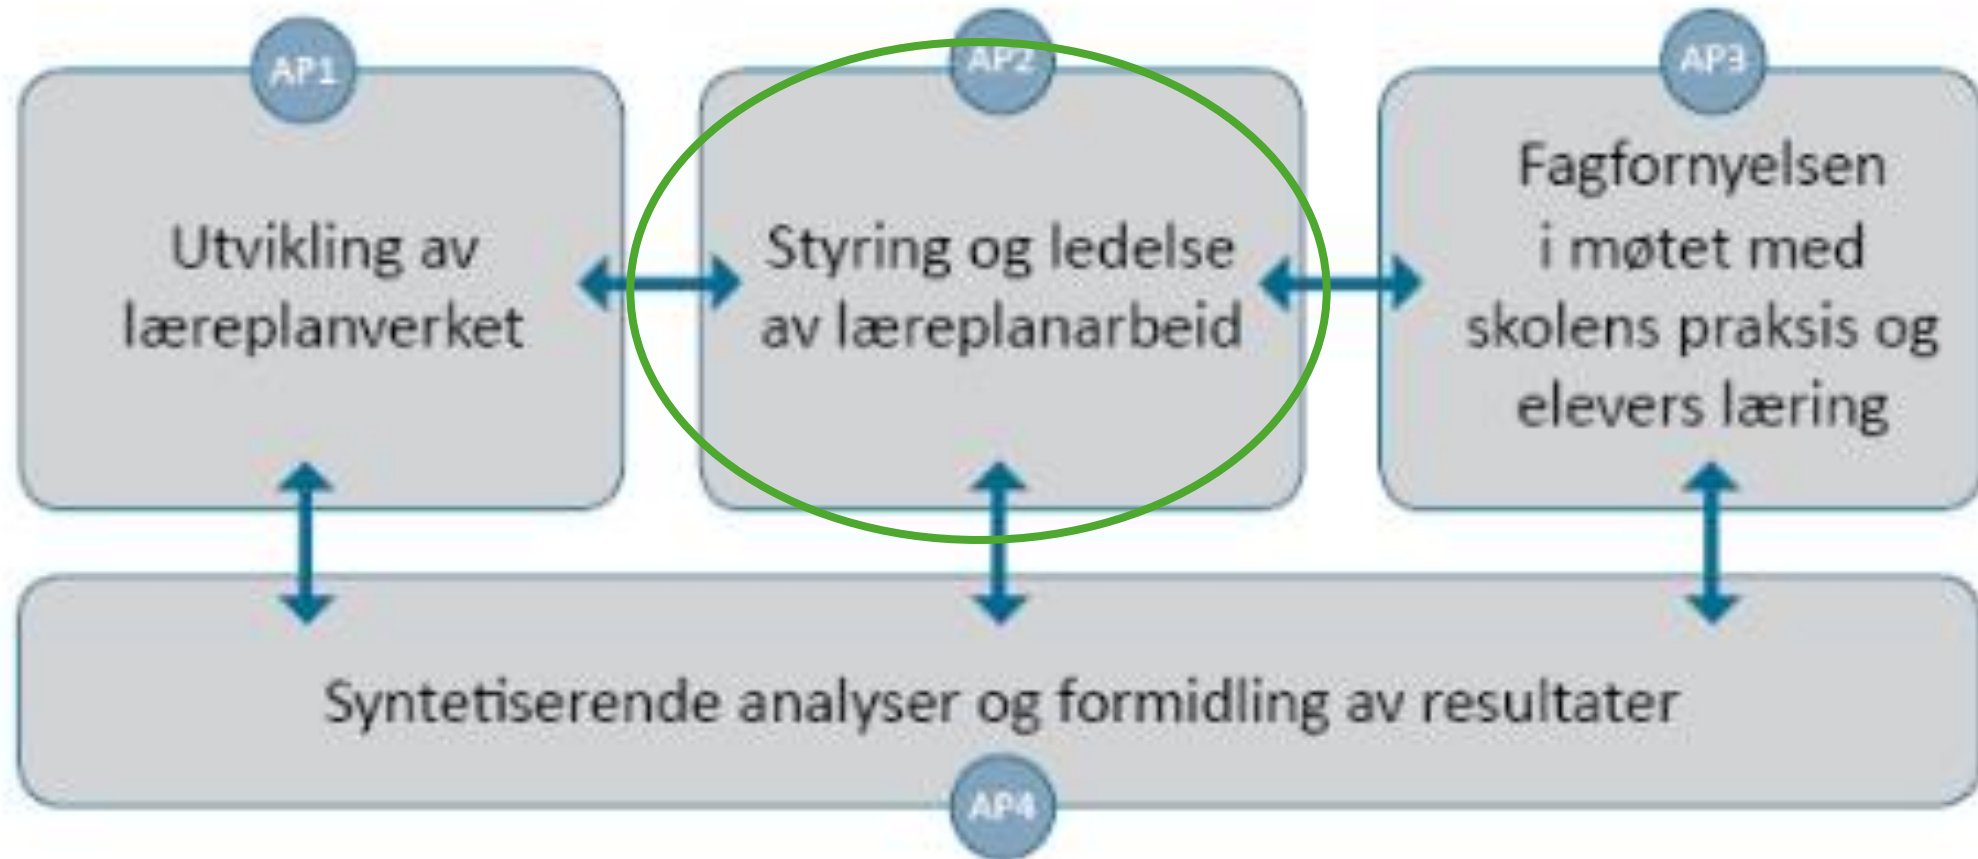 AP1
Utvikling av
læreplanverket
AP2
Styring og ledelse
av læreplanarbeid
AP3
Fagfornyelsen
i møtet med
skolens praksis og
elevers læring
Syntetiserende analyser og formidling av resultater
AP4